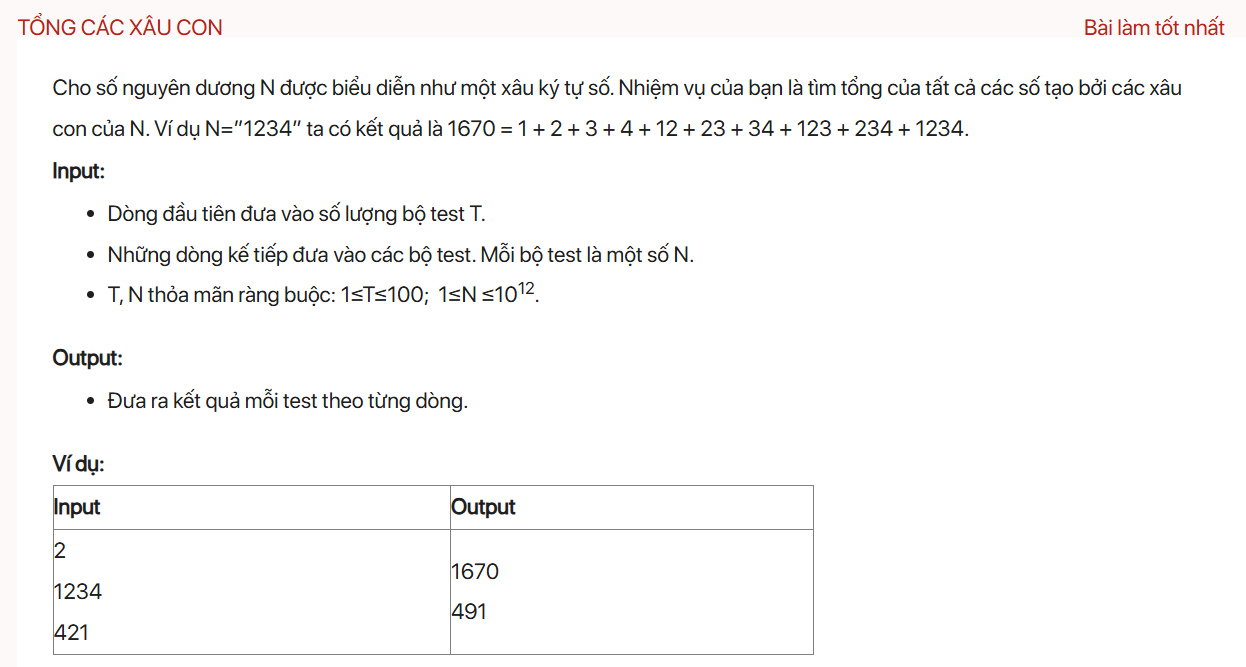 TỔNG CÁC XÂU CON
Bài làm tốt nhất
Cho số nguyên dương N được biểu diễn như một xâu ký tự số. Nhiệm vụ của bạn là tìm tổng của tất cả các số tạo bởi các xâu
con của N. Ví dụ N="1234" ta có kết quả là 1670 = 1 + 2 + 3 + 4 + 12 + 23 + 34 + 123 + 234 + 1234.
Input:
• Dòng đầu tiên đưa vào số lượng bộ test T.
• Những dòng kế tiếp đưa vào các bộ test. Mỗi bộ test là một số N.
• T, N thỏa mãn ràng buộc: 1≤T≤100; 1≤N ≤10¹².
Output:
• Đưa ra kết quả mỗi test theo từng dòng.
Ví dụ:
Input
Output
2
1234
421
1670
491